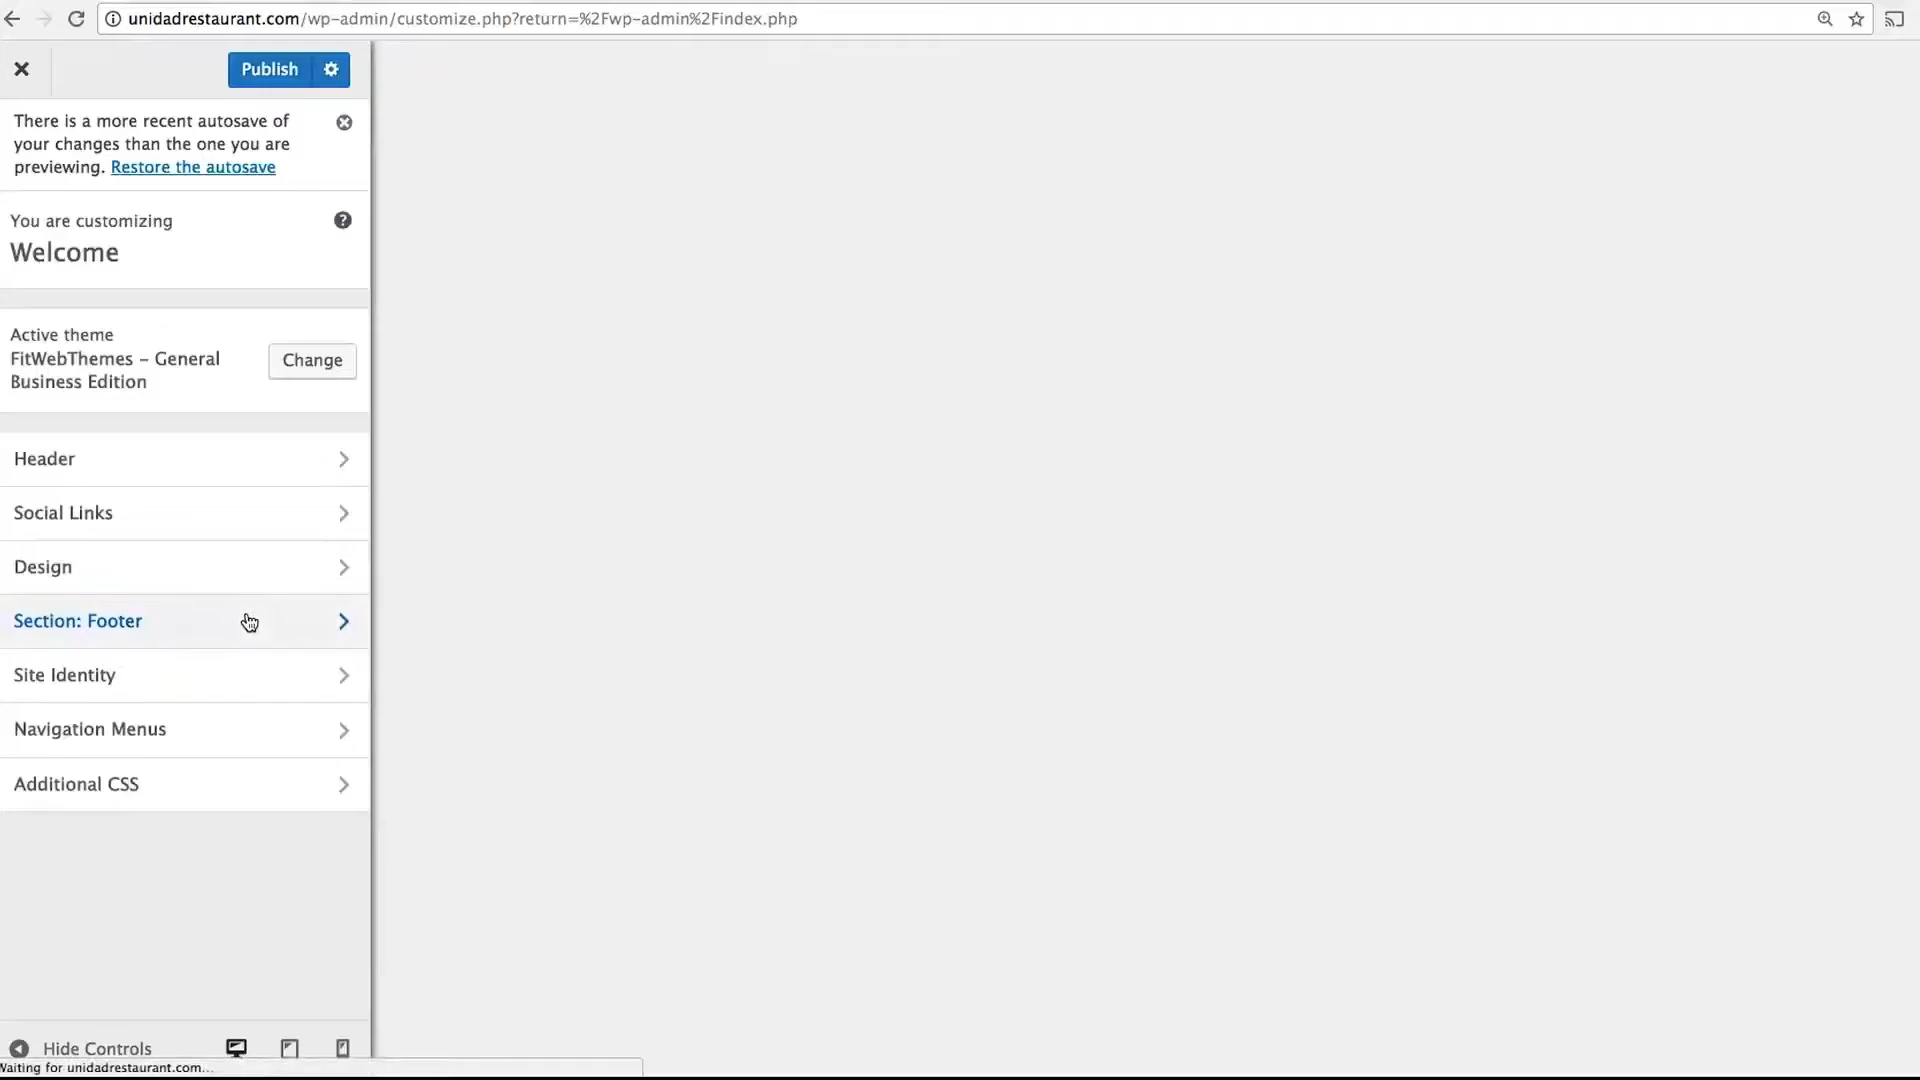 unidadrestaurant.com/wp-admin/customize.php?return=%2Fwp-admin%2Findex.php
Publish
There is a more recent autosave of
your changes than the one you are
previewing. Restore the autosave
You are customizing
Welcome
Active theme
FitWebThemes – General
Business Edition
Change
Header
Social Links
Design
Section: Footer
Site Identity
Navigation Menus
Additional CSS
Hide Controls
Waiting for unidadrestaurant.com...